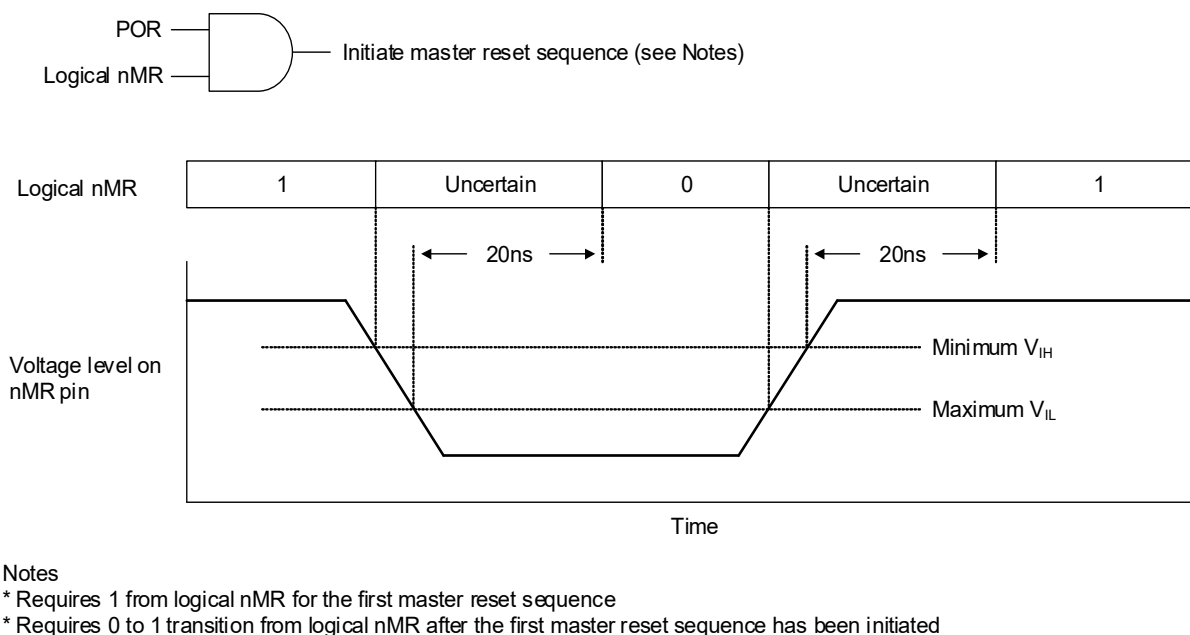 POR
Logical nMR
Initiate master reset sequence (see Notes)
Logical nMR
1
Uncertain
0
Uncertain
1
20ns
20ns
Voltage level on
nMR pin
Minimum VIH
Maximum VIL
Time
Notes
* Requires 1 from logical nMR for the first master reset sequence
* Requires 0 to 1 transition from logical nMR after the first master reset sequence has been initiated